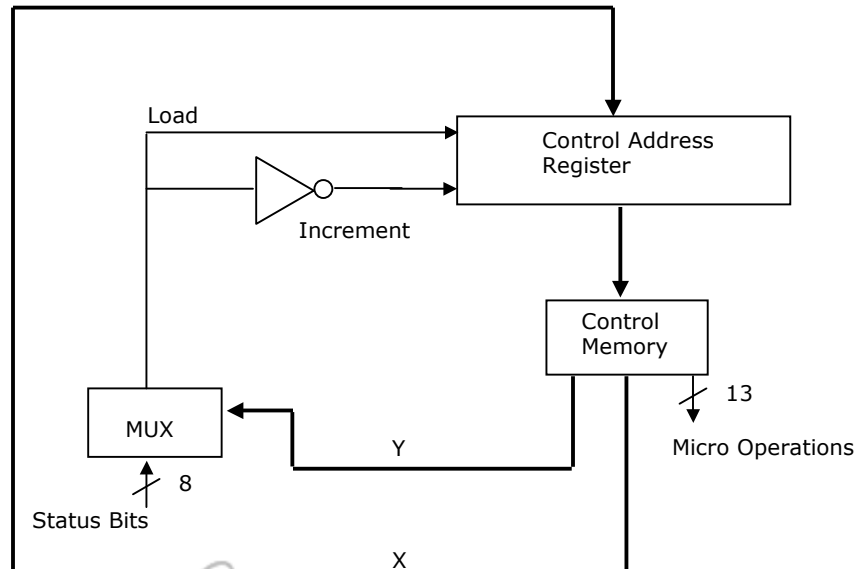 Load
Control Address
Register
Increment
Control
Memory
13
MUX
Y
Micro Operations
8
Status Bits
X